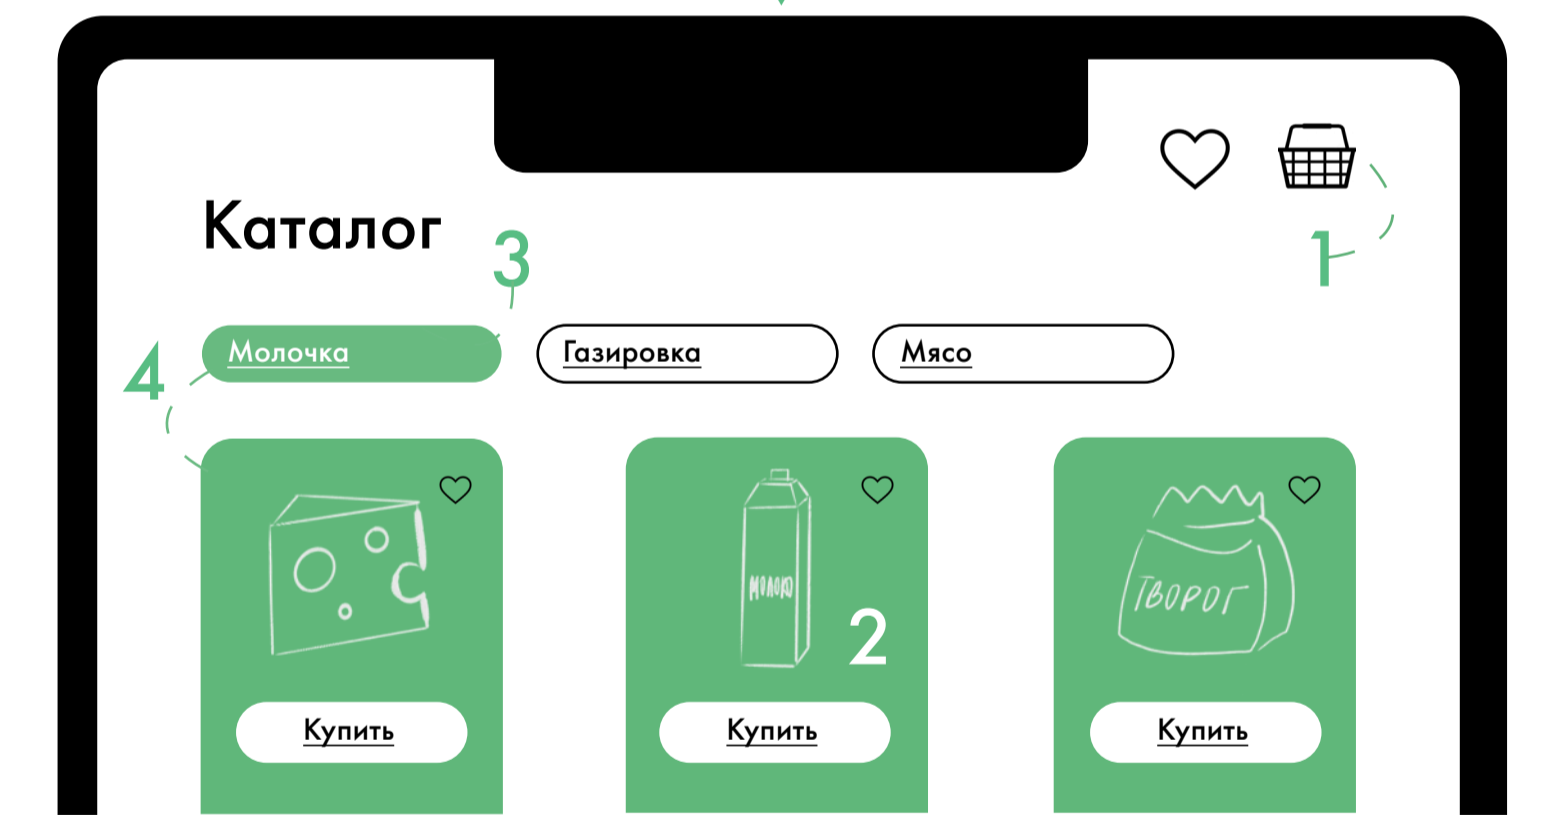 Каталог
3
1
4
Молочка
Газировка
Мясо
МОЛОКО
2
ТВОРОГ
Купить
Купить
Купить